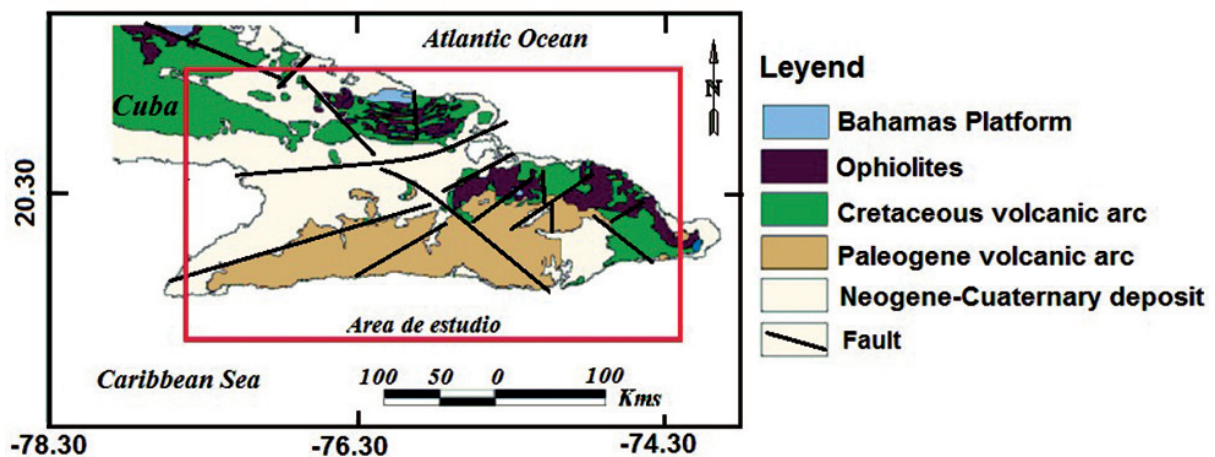 Atlantic Ocean
Cuba
N
20.30
Area de estudio
Caribbean Sea
100 50 0 100
Kms
-78.30 -76.30 -74.30
Leyend
Bahamas Platform
Ophiolites
Cretaceous volcanic arc
Paleogene volcanic arc
Neogene-Cuaternary deposit
Fault